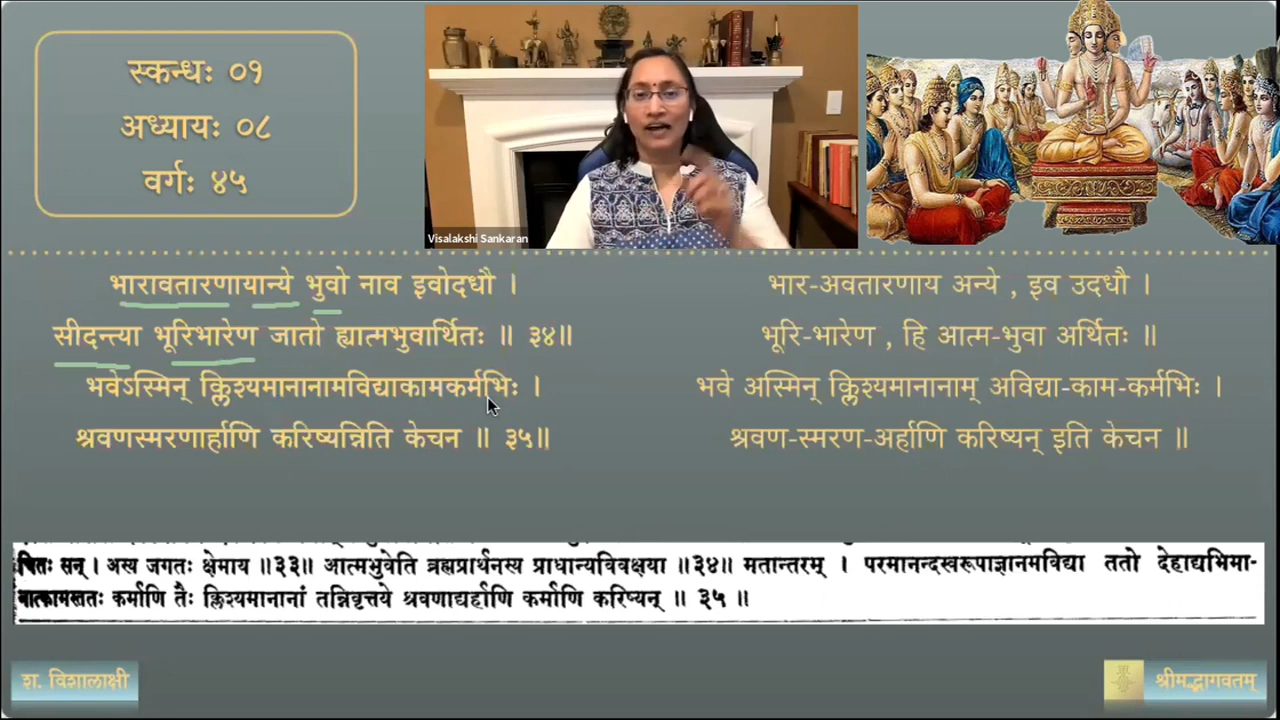 स्कन्धः ०१
अध्यायः ०८
वर्गः ४५
Visalakshi Sankaran
भारावतारणायान्ये भुवो नाव इवोदधौ ।
सीदन्त्या भूरिभारेण जातो ह्यात्मभुवार्थितः ॥ ३४॥
भवेऽस्मिन् क्लिश्यमानानामविद्याकामकर्मभिः ।
श्रवणस्मरणार्हाणि करिष्यन्निति केचन ॥ ३५॥
भार-अवतारणाय अन्ये , इव उदधौ ।
भूरि-भारेण , हि आत्म-भुवा अर्थितः ॥
भवे अस्मिन् क्लिश्यमानानाम् अविद्या-काम-कर्मभिः ।
श्रवण-स्मरण-अर्हाणि करिष्यन् इति केचन ॥
सन् । अस्य जगतः क्षेमाय ॥३३॥ आत्मभुवेति ब्रह्मप्रार्थनस्य प्राधान्यविवक्षया ॥३४॥ मतान्तरम् । परमानन्दस्वरूपाज्ञानमविद्या ततो देहाद्यभिमा-
कर्माणि तैः क्लिश्यमानानां तन्निवृत्तये श्रवणाद्यर्हाणि कर्माणि करिष्यन् ॥ ३५ ॥
श. विशालाक्षी
श्रीमद्भागवतम्